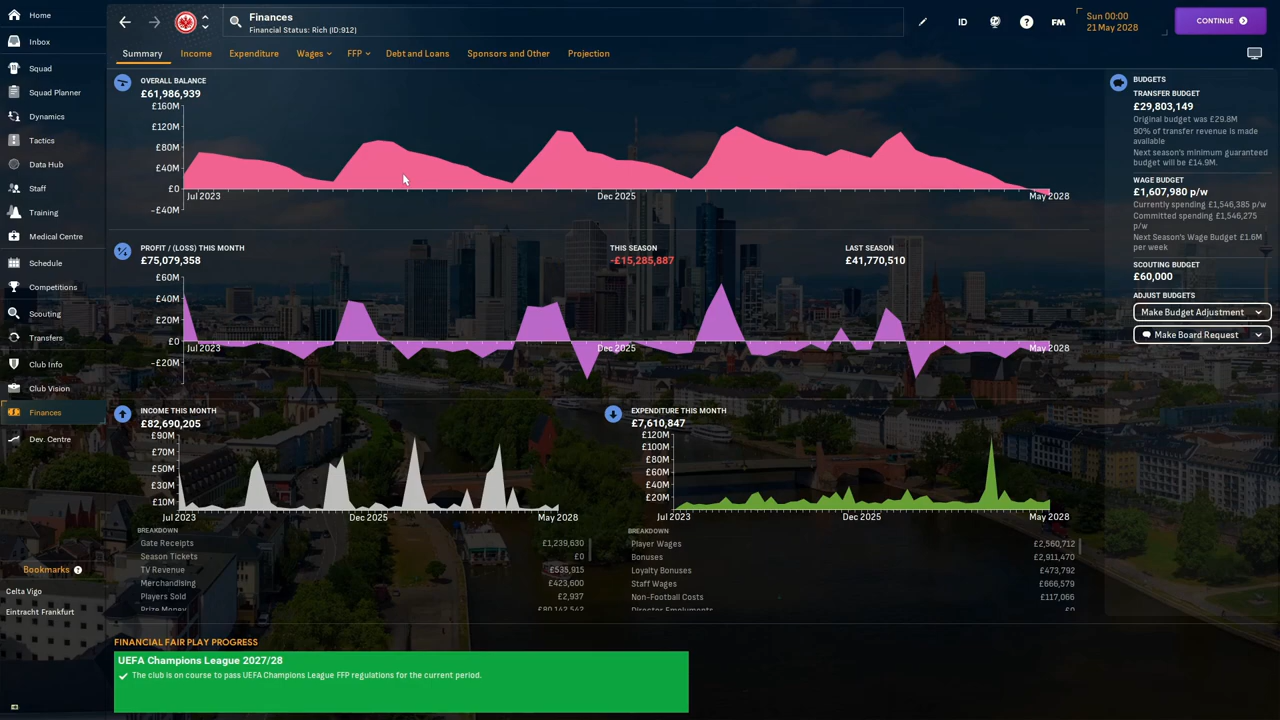 Home
Inbox
Squad
Squad Planner
Dynamics
Tactics
Data Hub
Staff
Training
Medical Centre
Schedule
Competitions
Scouting
Transfers
Club Info
Club Vision
Finances
Dev. Centre
Bookmarks ?
Celta Vigo
Eintracht Frankfurt
Finances
Financial Status: Rich (ID:912)
ID
?
FM
Sun 00:00
21 May 2028
CONTINUE
Summary
Income
Expenditure
Wages
FFP
Debt and Loans
Sponsors and Other
Projection
OVERALL BALANCE
£61,986,939
£160M
£120M
£80M
£40M
£0
-£40M
Jul 2023
Dec 2025
May 2028
PROFIT / (LOSS) THIS MONTH
£75,079,358
THIS SEASON
-£15,285,887
LAST SEASON
£41,770,510
£60M
£40M
£20M
£0
-£20M
Jul 2023
Dec 2025
May 2028
INCOME THIS MONTH
£82,690,205
£90M
£70M
£50M
£30M
£10M
Jul 2023
Dec 2025
May 2028
BREAKDOWN
Gate Receipts £1,239,630
Season Tickets £0
TV Revenue £535,915
Merchandising £423,600
Players Sold £2,937
Prize Money £80,142,542
EXPENDITURE THIS MONTH
£7,610,847
£120M
£100M
£80M
£60M
£40M
£20M
Jul 2023
Dec 2025
May 2028
BREAKDOWN
Player Wages £2,560,712
Bonuses £2,911,470
Loyalty Bonuses £473,792
Staff Wages £666,579
Non-Football Costs £117,066
Director Emoluments £0
FINANCIAL FAIR PLAY PROGRESS
UEFA Champions League 2027/28
The club is on course to pass UEFA Champions League FFP regulations for the current period.
BUDGETS
TRANSFER BUDGET
£29,803,149
Original budget was £29.8M
90% of transfer revenue is made
available
Next season's minimum guaranteed
budget will be £14.9M.
WAGE BUDGET
£1,607,980 p/w
Currently spending £1,546,385 p/w
Committed spending £1,546,275
p/w
Next Season's Wage Budget £1.6M
per week
SCOUTING BUDGET
£60,000
ADJUST BUDGETS
Make Budget Adjustment
Make Board Request